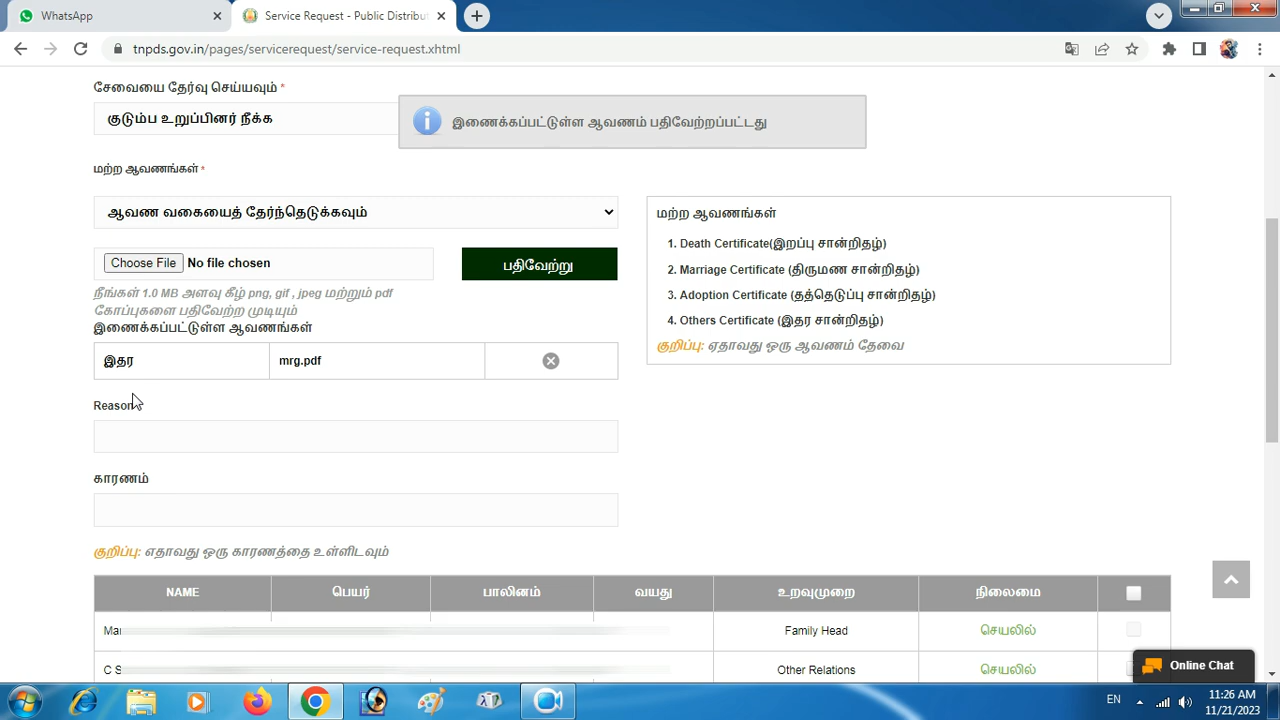 WhatsApp
Service Request - Public Distribut
tnpds.gov.in/pages/servicerequest/service-request.xhtml
சேவையை தேர்வு செய்யவும் *
குடும்ப உறுப்பினர் நீக்க
இணைக்கப்பட்டுள்ள ஆவணம் பதிவேற்றப்பட்டது
மற்ற ஆவணங்கள் *
ஆவண வகையைத் தேர்ந்தெடுக்கவும்
Choose File No file chosen
பதிவேற்று
நீங்கள் 1.0 MB அளவு கீழ் png, gif , jpeg மற்றும் pdf
கோப்புகளை பதிவேற்ற முடியும்
இணைக்கப்பட்டுள்ள ஆவணங்கள்
இதர mrg.pdf
மற்ற ஆவணங்கள்
1. Death Certificate(இறப்பு சான்றிதழ்)
2. Marriage Certificate (திருமண சான்றிதழ்)
3. Adoption Certificate (தத்தெடுப்பு சான்றிதழ்)
4. Others Certificate (இதர சான்றிதழ்)
குறிப்பு: ஏதாவது ஒரு ஆவணம் தேவை
Reason
காரணம்
குறிப்பு: எதாவது ஒரு காரணத்தை உள்ளிடவும்
NAME பெயர் பாலினம் வயது உறவுமுறை நிலைமை
Family Head செயலில்
C S Other Relations செயலில்
Online Chat
EN
11:26 AM
11/21/2023